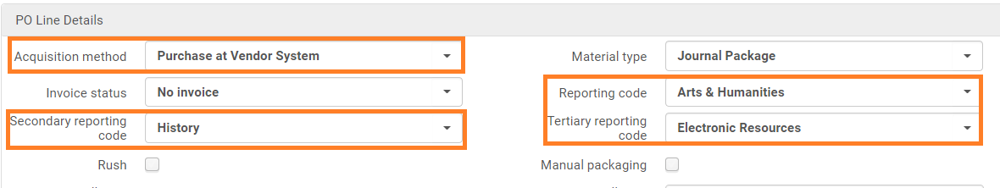 PO Line Details
Acquisition method Purchase at Vendor System Material type Journal Package
Invoice status No invoice Reporting code Arts & Humanities
Secondary reporting code History Tertiary reporting code Electronic Resources
Rush Manual packaging